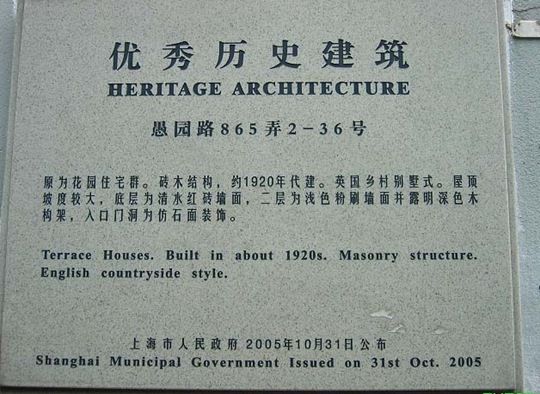 优秀历史建筑
HERITAGE ARCHITECTURE
愚园路865弄2-36号
原为花园住宅群。砖木结构，约1920年代建。英国乡村别墅式。屋顶
坡度较大，底层为清水红砖墙面，二层为浅色粉刷墙面并露明深色木
构架，入口门洞为仿石面装饰。
Terrace Houses. Built in about 1920s. Masonry structure.
English countryside style.
上海市人民政府 2005年10月31日公布
Shanghai Municipal Government Issued on 31st Oct. 2005